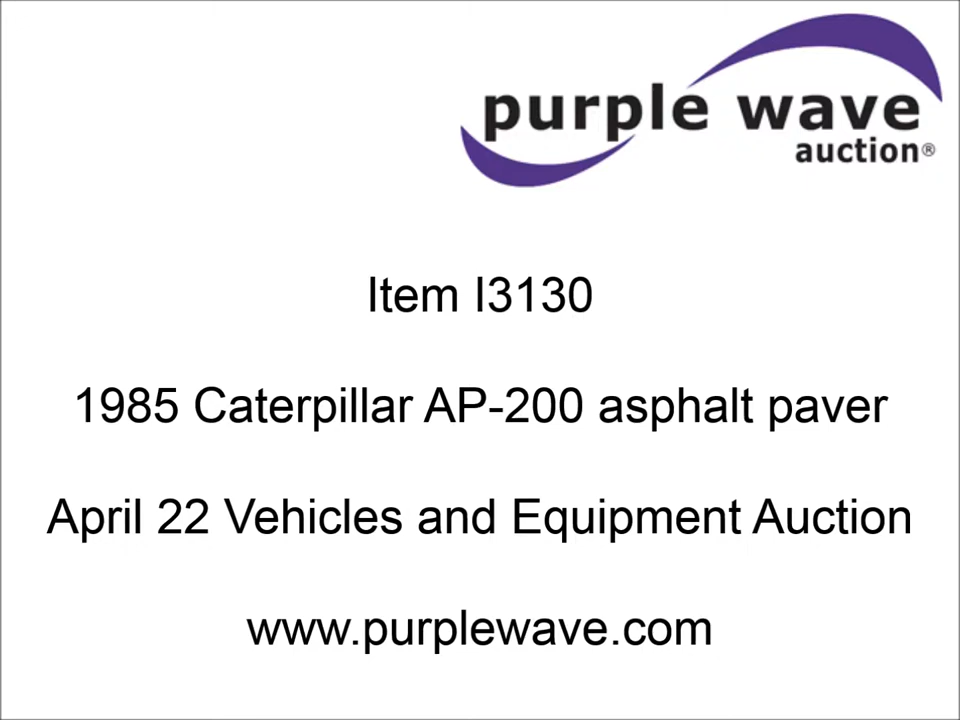 purple wave
auction®
Item I3130
1985 Caterpillar AP-200 asphalt paver
April 22 Vehicles and Equipment Auction
www.purplewave.com